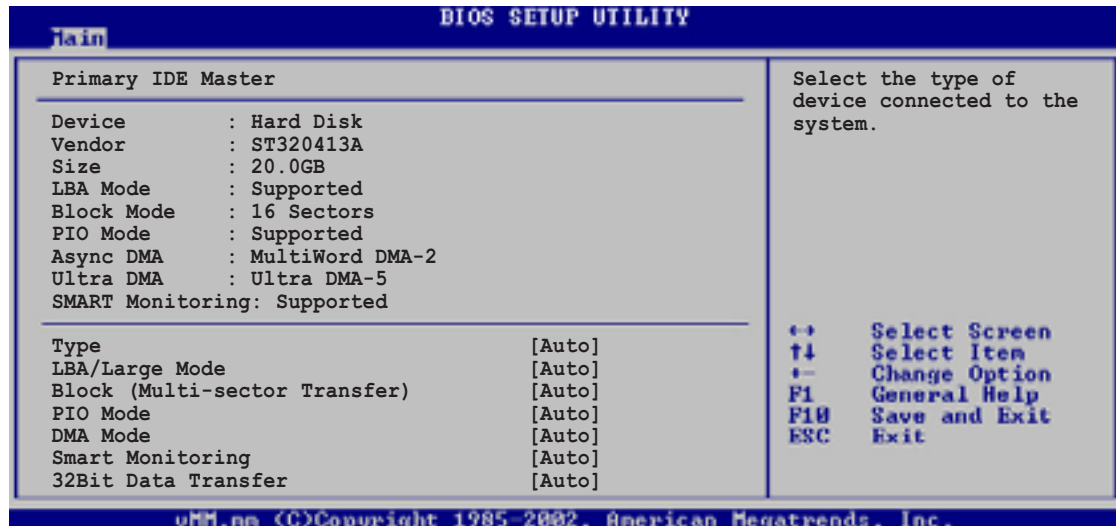 BIOS SETUP UTILITY
Main
Primary IDE Master
Device : Hard Disk
Vendor : ST320413A
Size : 20.0GB
LBA Mode : Supported
Block Mode : 16 Sectors
PIO Mode : Supported
Async DMA : MultiWord DMA-2
Ultra DMA : Ultra DMA-5
SMART Monitoring: Supported
Type [Auto]
LBA/Large Mode [Auto]
Block (Multi-sector Transfer) [Auto]
PIO Mode [Auto]
DMA Mode [Auto]
Smart Monitoring [Auto]
32Bit Data Transfer [Auto]
Select the type of
device connected to the
system.
↔ Select Screen
↑↓ Select Item
+- Change Option
F1 General Help
F10 Save and Exit
ESC Exit
vMM.mm (C)Copyright 1985-2002, American Megatrends, Inc.